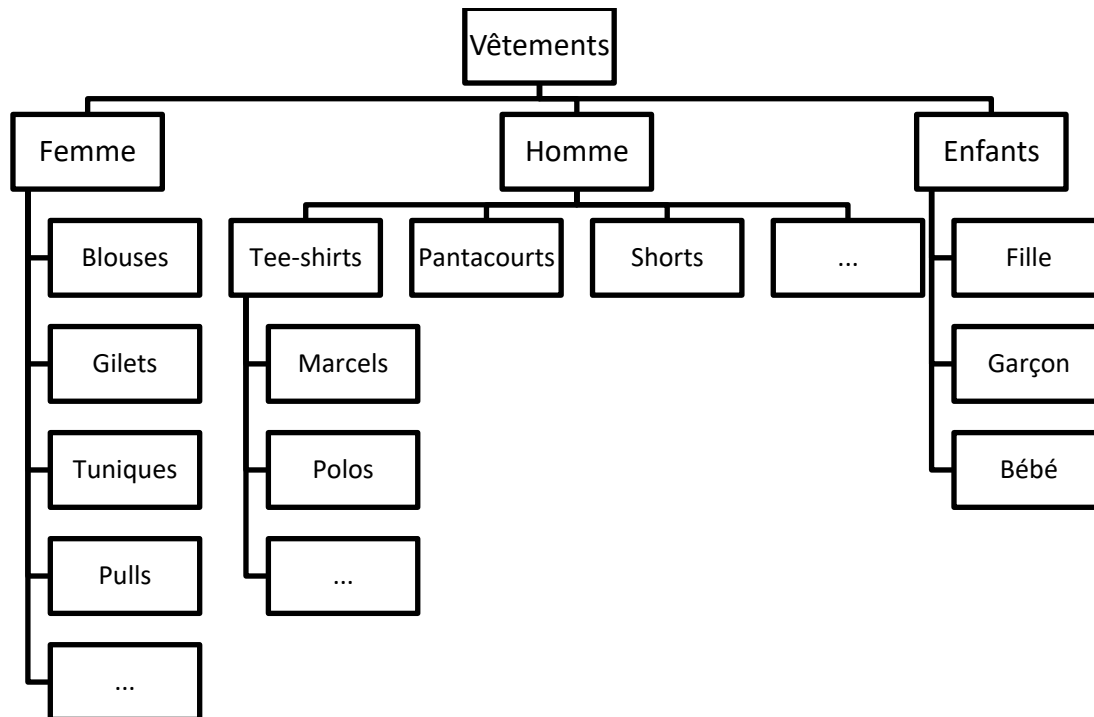 Vêtements
Femme
Homme
Enfants
Blouses
Tee-shirts
Pantacourts
Shorts
...
Fille
Gilets
Marcels
Garçon
Tuniques
Polos
Bébé
Pulls
...
...